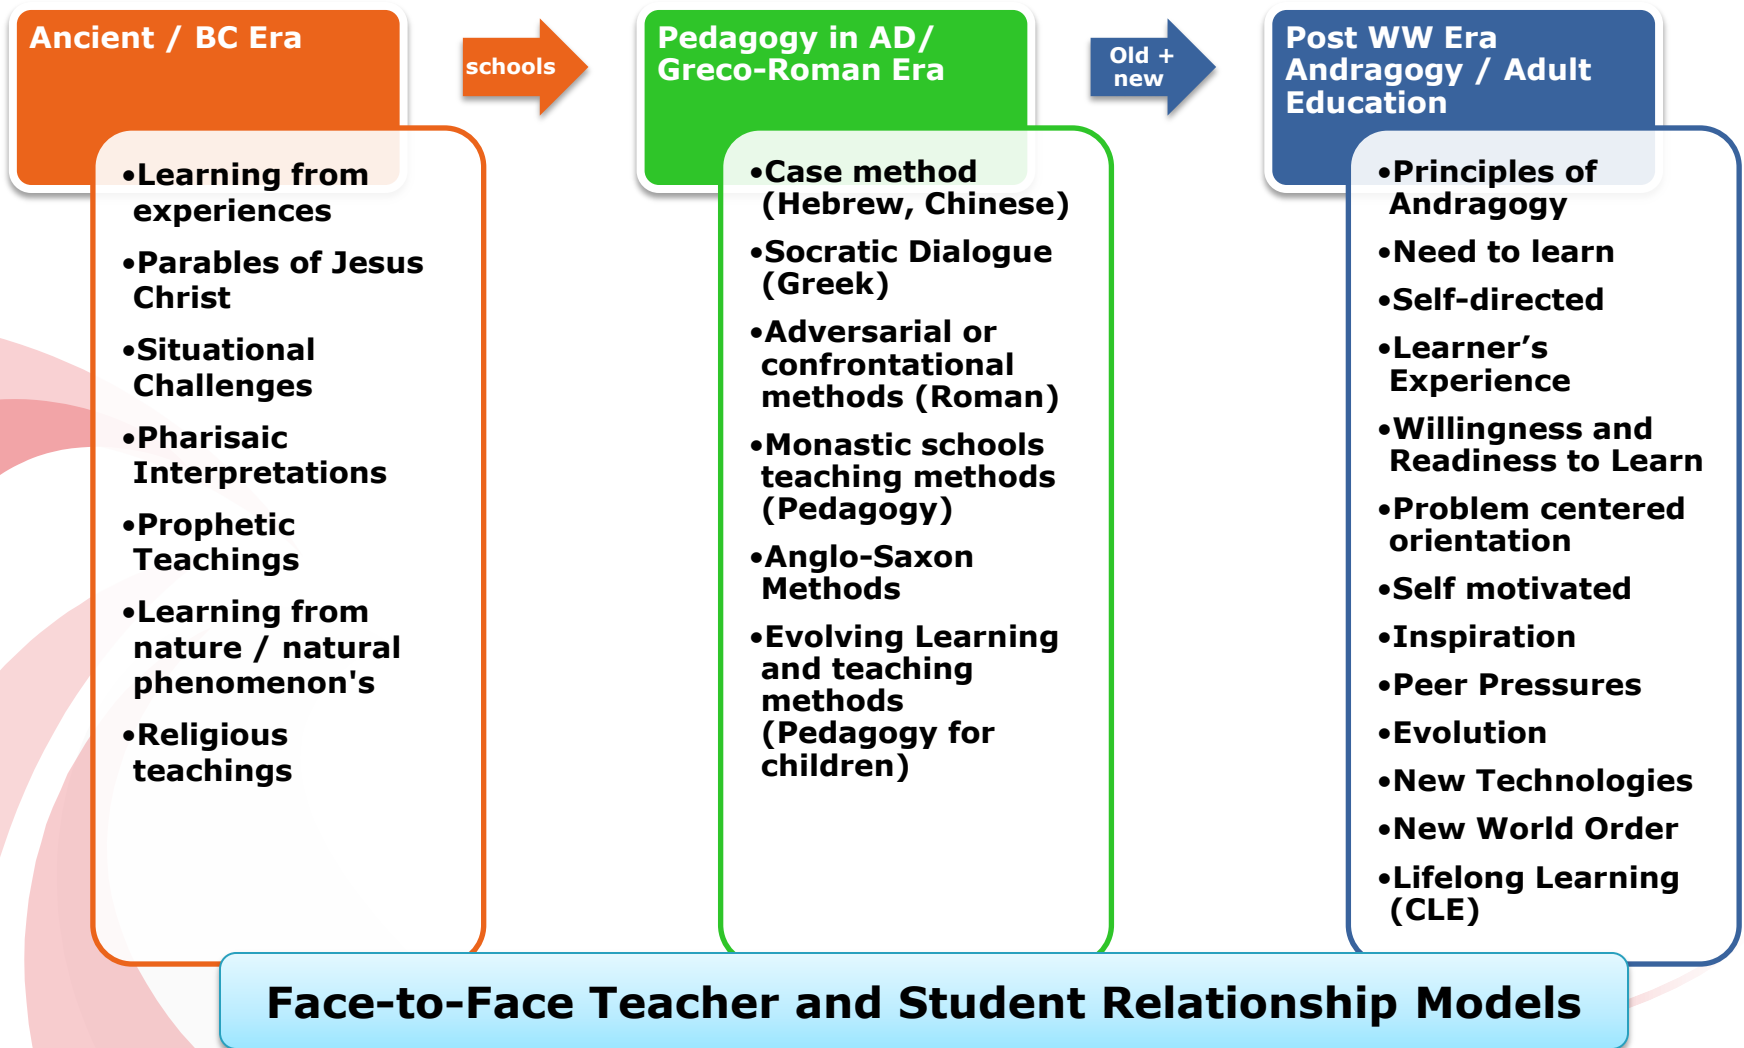 Ancient / BC Era
•Learning from
experiences
•Parables of Jesus
Christ
•Situational
Challenges
•Pharisaic
Interpretations
•Prophetic
Teachings
•Learning from
nature / natural
phenomenon's
•Religious
teachings
schools
Pedagogy in AD/
Greco-Roman Era
•Case method
(Hebrew, Chinese)
•Socratic Dialogue
(Greek)
•Adversarial or
confrontational
methods (Roman)
•Monastic schools
teaching methods
(Pedagogy)
•Anglo-Saxon
Methods
•Evolving Learning
and teaching
methods
(Pedagogy for
children)
Old +
new
Post WW Era
Andragogy / Adult
Education
•Principles of
Andragogy
•Need to learn
•Self-directed
•Learner’s
Experience
•Willingness and
Readiness to Learn
•Problem centered
orientation
•Self motivated
•Inspiration
•Peer Pressures
•Evolution
•New Technologies
•New World Order
•Lifelong Learning
(CLE)
Face-to-Face Teacher and Student Relationship Models